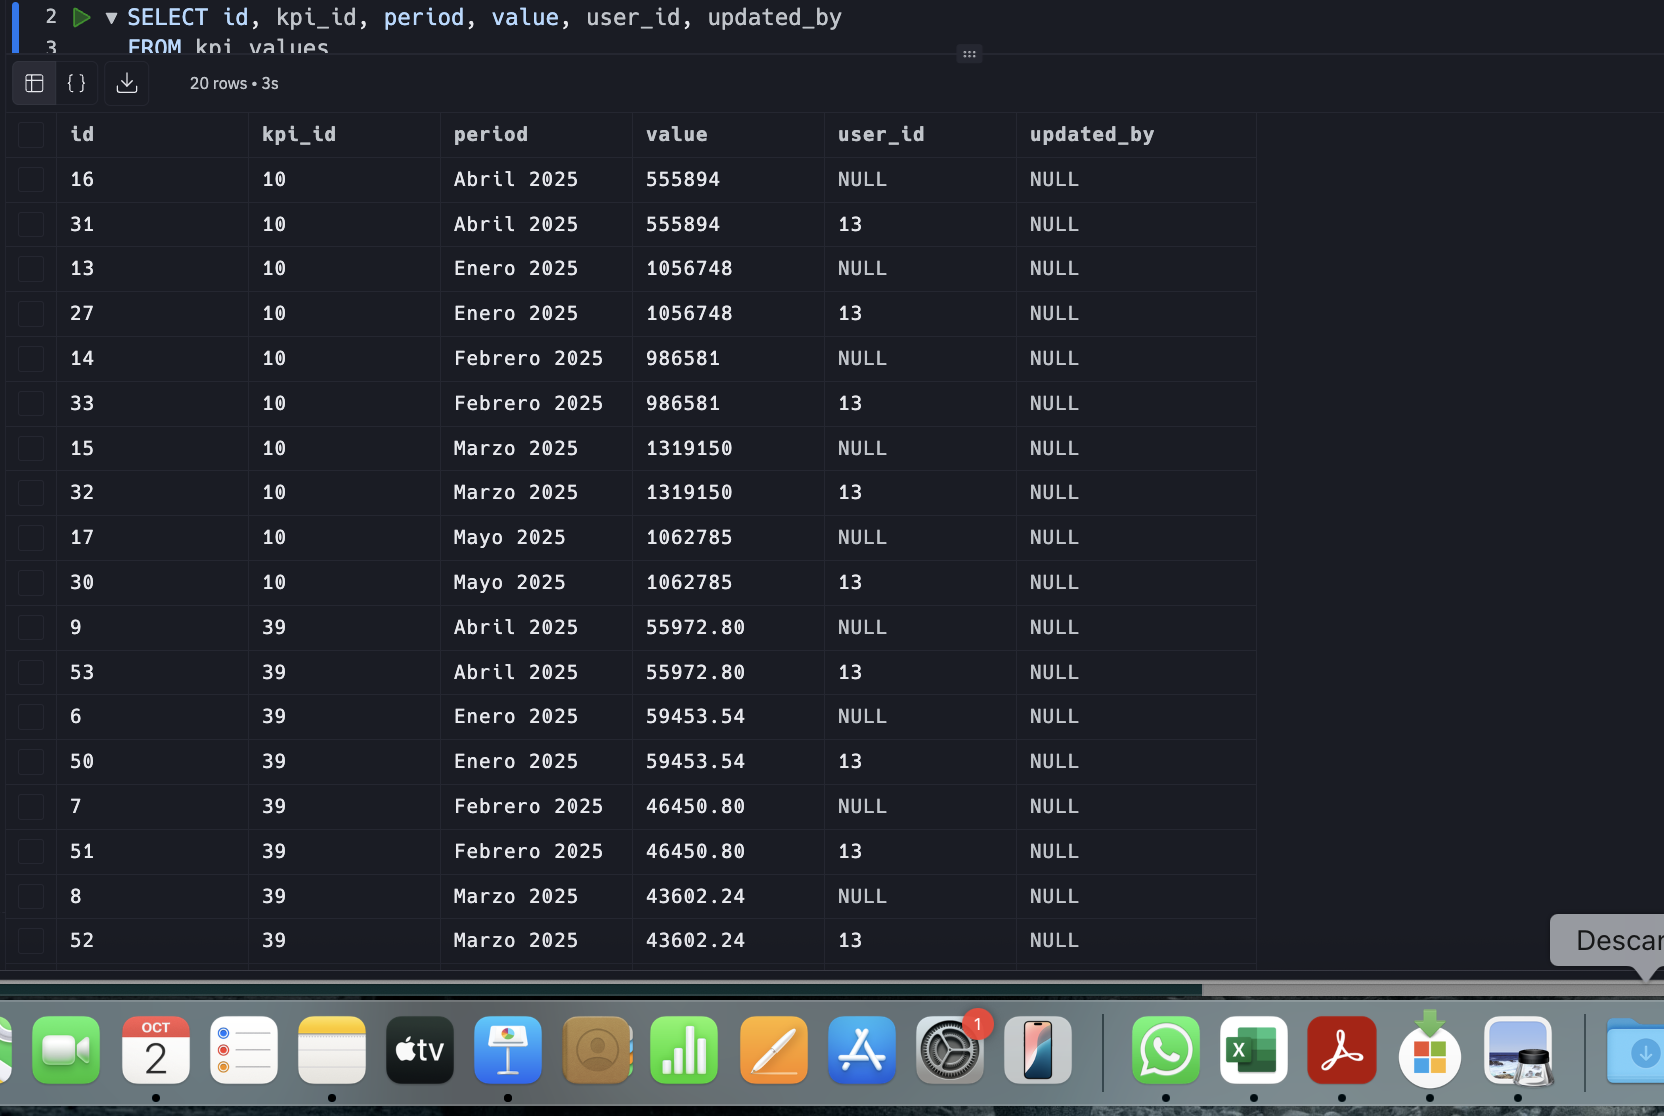 2 SELECT id, kpi_id, period, value, user_id, updated_by
3 FROM kpi_values
{ } 20 rows • 3s
id kpi_id period value user_id updated_by
16 10 Abril 2025 555894 NULL NULL
31 10 Abril 2025 555894 13 NULL
13 10 Enero 2025 1056748 NULL NULL
27 10 Enero 2025 1056748 13 NULL
14 10 Febrero 2025 986581 NULL NULL
33 10 Febrero 2025 986581 13 NULL
15 10 Marzo 2025 1319150 NULL NULL
32 10 Marzo 2025 1319150 13 NULL
17 10 Mayo 2025 1062785 NULL NULL
30 10 Mayo 2025 1062785 13 NULL
9 39 Abril 2025 55972.80 NULL NULL
53 39 Abril 2025 55972.80 13 NULL
6 39 Enero 2025 59453.54 NULL NULL
50 39 Enero 2025 59453.54 13 NULL
7 39 Febrero 2025 46450.80 NULL NULL
51 39 Febrero 2025 46450.80 13 NULL
8 39 Marzo 2025 43602.24 NULL NULL
52 39 Marzo 2025 43602.24 13 NULL
Descar
OCT
2
tv
1
X